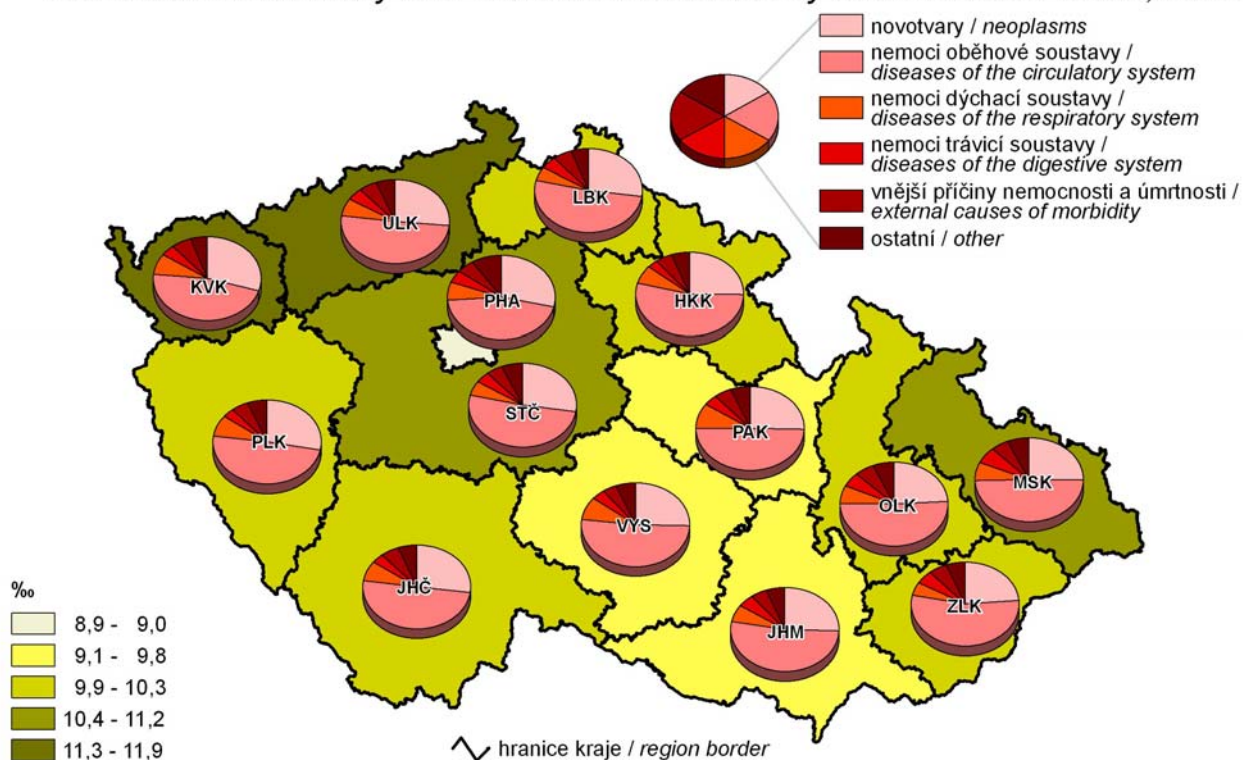 novotvary / neoplasms
nemoci oběhové soustavy /
diseases of the circulatory system
nemoci dýchací soustavy /
diseases of the respiratory system
nemoci trávicí soustavy /
diseases of the digestive system
vnější příčiny nemocnosti a úmrtnosti /
external causes of morbidity
ostatní / other
LBK
ULK
KVK
PHA
HKK
STČ
PLK
PAK
MSK
OLK
VYS
JHČ
ZLK
JHM
‰
8,9 - 9,0
9,1 - 9,8
9,9 - 10,3
10,4 - 11,2
11,3 - 11,9
hranice kraje / region border